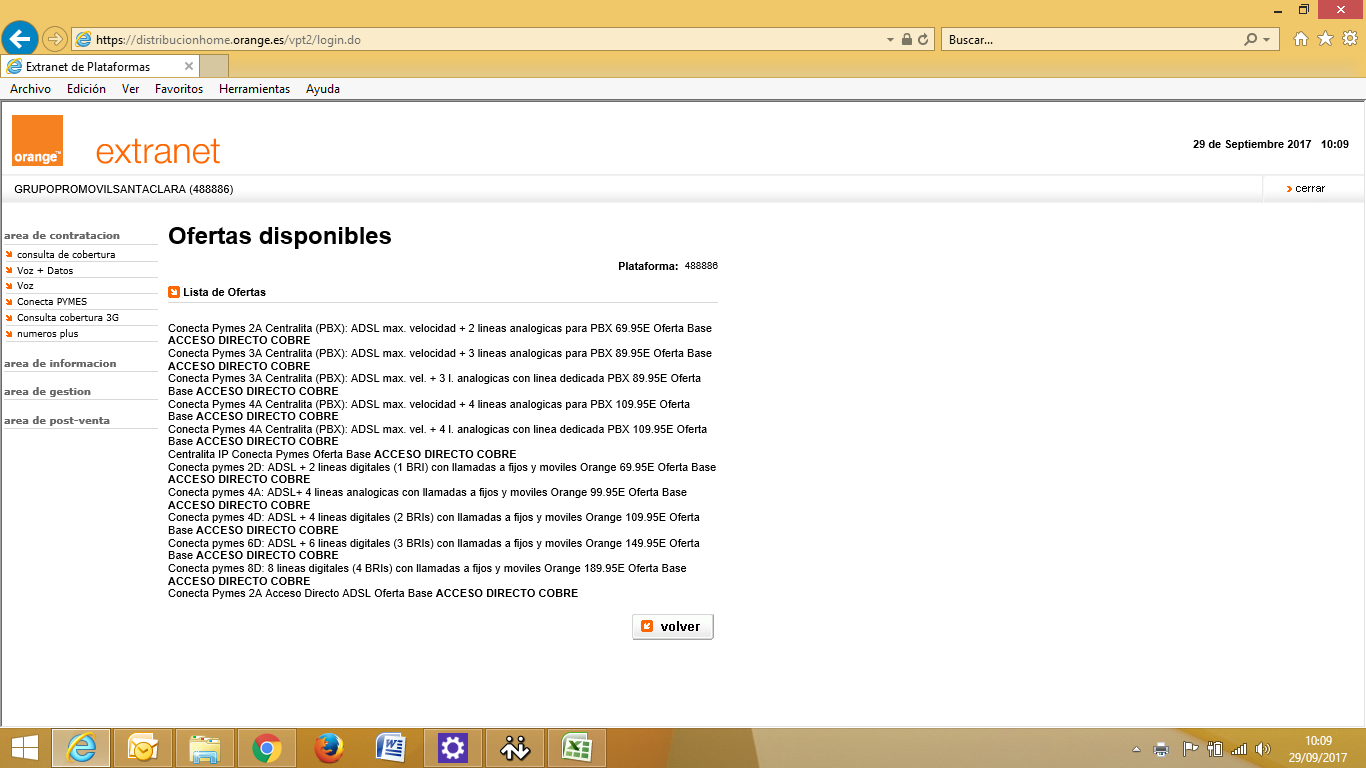 https://distribucionhome.orange.es/vpt2/login.do
Buscar...
Extranet de Plataformas
Archivo Edición Ver Favoritos Herramientas Ayuda
orange™
extranet
29 de Septiembre 2017 10:09
GRUPOPROMOVILSANTACLARA (488886)
cerrar
area de contratacion
consulta de cobertura
Voz + Datos
Voz
Conecta PYMES
Consulta cobertura 3G
numeros plus
area de informacion
area de gestion
area de post-venta
Ofertas disponibles
Plataforma: 488886
Lista de Ofertas
Conecta Pymes 2A Centralita (PBX): ADSL max. velocidad + 2 lineas analogicas para PBX 69.95E Oferta Base
ACCESO DIRECTO COBRE
Conecta Pymes 3A Centralita (PBX): ADSL max. velocidad + 3 lineas analogicas para PBX 89.95E Oferta Base
ACCESO DIRECTO COBRE
Conecta Pymes 3A Centralita (PBX): ADSL max. vel. + 3 l. analogicas con linea dedicada PBX 89.95E Oferta
Base ACCESO DIRECTO COBRE
Conecta Pymes 4A Centralita (PBX): ADSL max. velocidad + 4 lineas analogicas para PBX 109.95E Oferta
Base ACCESO DIRECTO COBRE
Conecta Pymes 4A Centralita (PBX): ADSL max. vel. + 4 l. analogicas con linea dedicada PBX 109.95E Oferta
Base ACCESO DIRECTO COBRE
Centralita IP Conecta Pymes Oferta Base ACCESO DIRECTO COBRE
Conecta pymes 2D: ADSL + 2 lineas digitales (1 BRI) con llamadas a fijos y moviles Orange 69.95E Oferta Base
ACCESO DIRECTO COBRE
Conecta pymes 4A: ADSL+ 4 lineas analogicas con llamadas a fijos y moviles Orange 99.95E Oferta Base
ACCESO DIRECTO COBRE
Conecta pymes 4D: ADSL + 4 lineas digitales (2 BRIs) con llamadas a fijos y moviles Orange 109.95E Oferta
Base ACCESO DIRECTO COBRE
Conecta pymes 6D: ADSL + 6 lineas digitales (3 BRIs) con llamadas a fijos y moviles Orange 149.95E Oferta
Base ACCESO DIRECTO COBRE
Conecta pymes 8D: 8 lineas digitales (4 BRIs) con llamadas a fijos y moviles Orange 189.95E Oferta Base
ACCESO DIRECTO COBRE
Conecta Pymes 2A Acceso Directo ADSL Oferta Base ACCESO DIRECTO COBRE
volver
10:09
29/09/2017